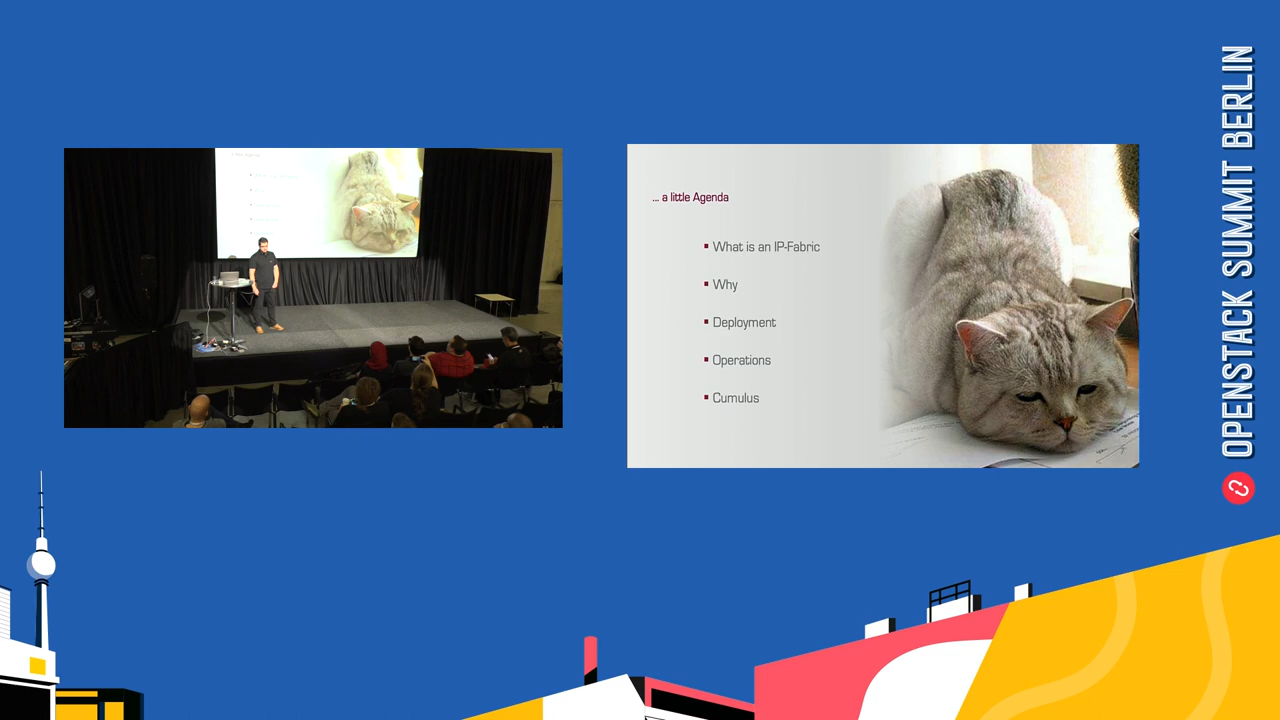 ... a little Agenda
What is an IP-Fabric
Why
Deployment
Operations
Cumulus
OPENSTACK SUMMIT BERLIN